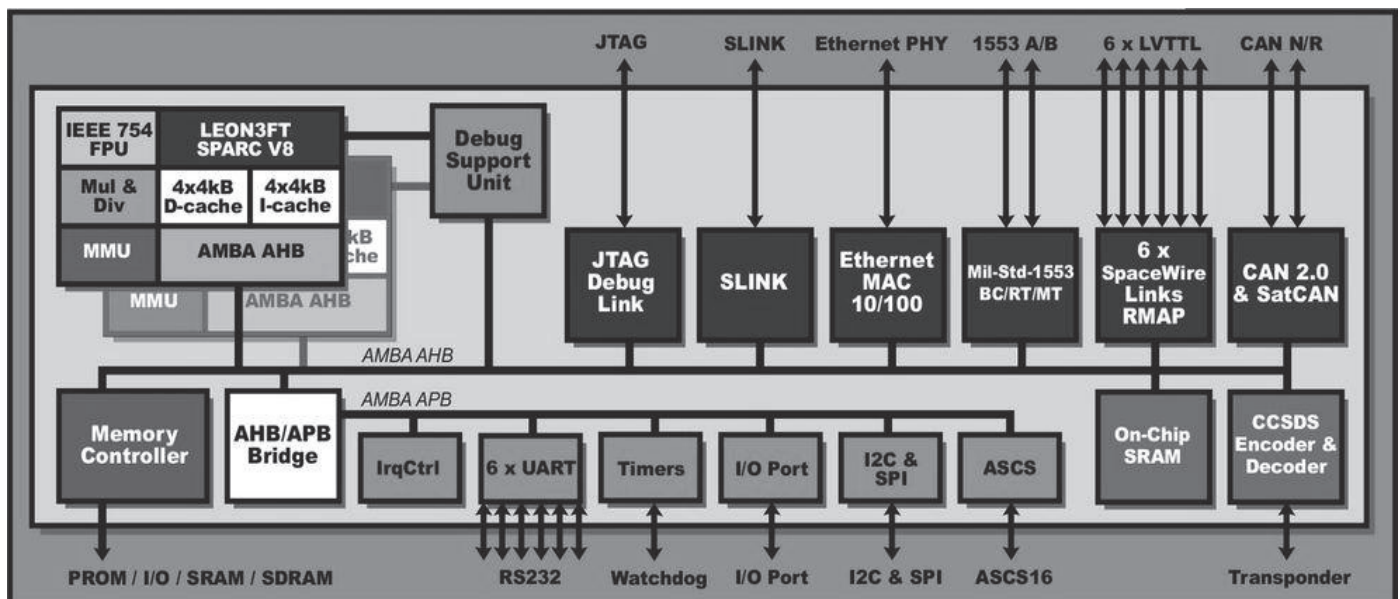 JTAG
SLINK
Ethernet PHY
1553 A/B
6 x LVTTL
CAN N/R
IEEE 754
FPU
LEON3FT
SPARC V8
Mul &
Div
4x4kB
D-cache
4x4kB
I-cache
MMU
AMBA AHB
kB
che
MMU
AMBA AHB
Debug
Support
Unit
JTAG
Debug
Link
SLINK
Ethernet
MAC
10/100
Mil-Std-1553
BC/RT/MT
6 x
SpaceWire
Links
RMAP
CAN 2.0
& SatCAN
AMBA AHB
AMBA APB
Memory
Controller
AHB/APB
Bridge
IrqCtrl
6 x UART
Timers
I/O Port
I2C &
SPI
ASCS
On-Chip
SRAM
CCSDS
Encoder &
Decoder
PROM / I/O / SRAM / SDRAM
RS232
Watchdog
I/O Port
I2C & SPI
ASCS16
Transponder